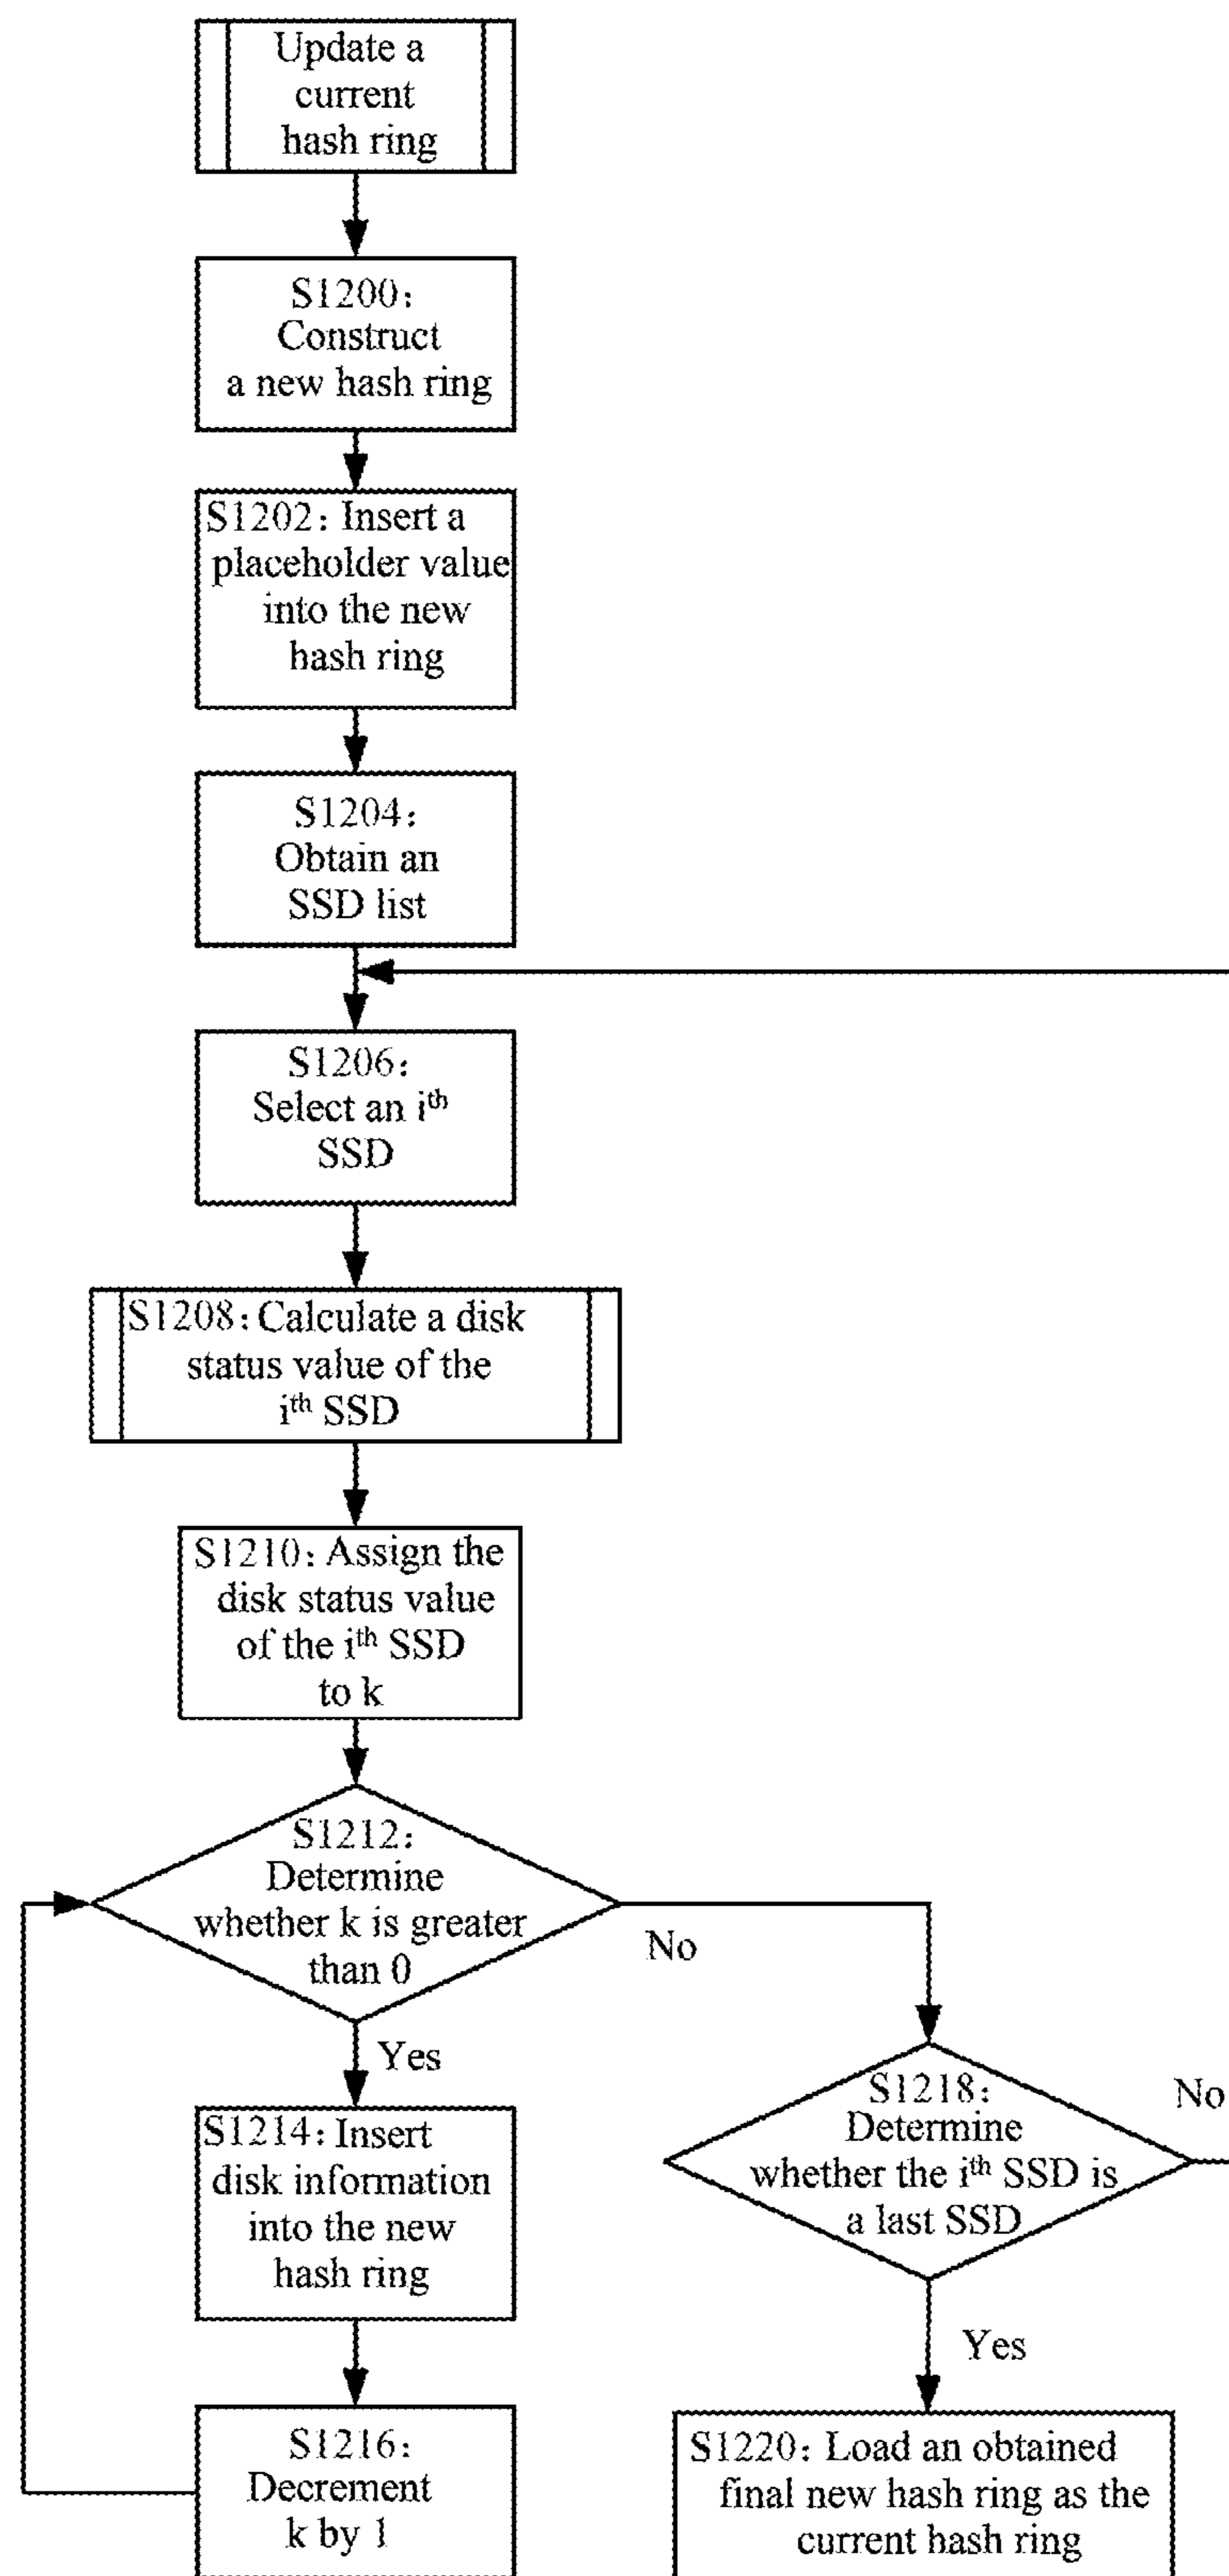 Update a
current
hash ring
S1200:
Construct
a new hash ring
S1202: Insert a
placeholder value
into the new
hash ring
S1204:
Obtain an
SSD list
S1206:
Select an iᵗʰ
SSD
S1208: Calculate a disk
status value of the
iᵗʰ SSD
S1210: Assign the
disk status value
of the iᵗʰ SSD
to k
S1212:
Determine
whether k is greater
than 0
No
Yes
S1214: Insert
disk information
into the new
hash ring
S1216:
Decrement
k by 1
S1218:
Determine
whether the iᵗʰ SSD is
a last SSD
No
Yes
S1220: Load an obtained
final new hash ring as the
current hash ring